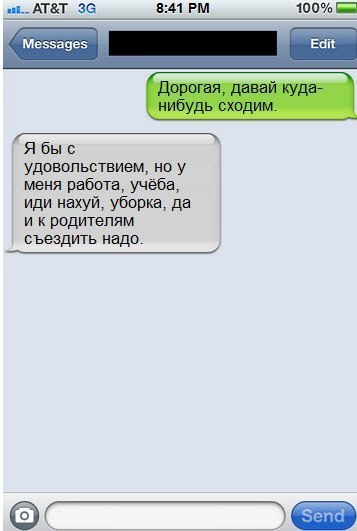 AT&T 3G 8:41 PM 100%
Messages Edit
Дорогая, давай куда-
нибудь сходим.
Я бы с
удовольствием, но у
меня работа, учёба,
иди нахуй, уборка, да
и к родителям
съездить надо.
Send